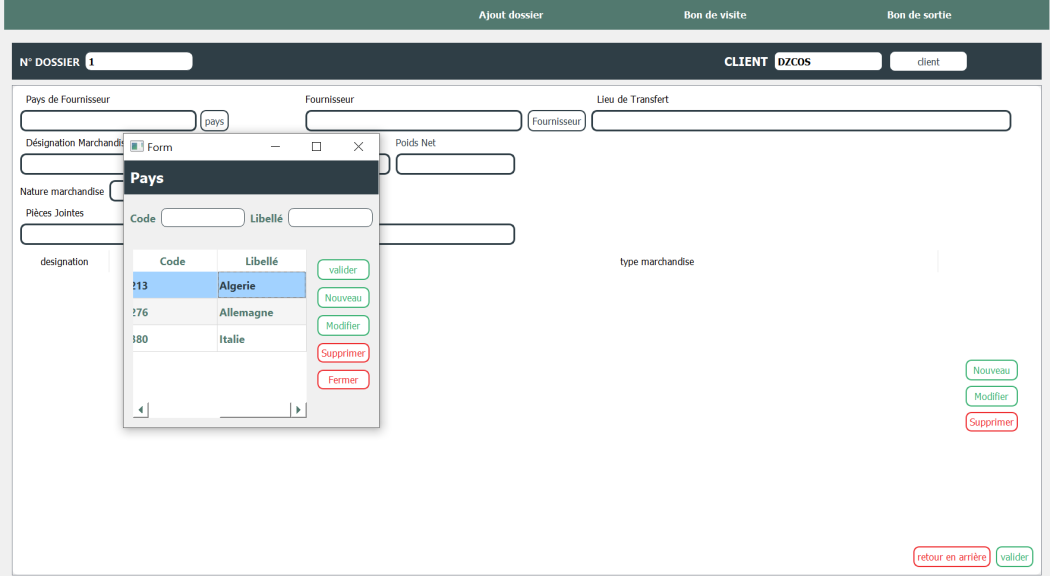 Ajout dossier Bon de visite Bon de sortie
N° DOSSIER 1 CLIENT DZCOS client
Pays de Fournisseur Fournisseur Lieu de Transfert
pays Fournisseur
Désignation Marchandis Poids Net
Nature marchandise
Pièces Jointes
designation type marchandise
Form
Pays
Code Libellé
Code Libellé
213 Algerie
276 Allemagne
380 Italie
valider
Nouveau
Modifier
Supprimer
Fermer
Nouveau
Modifier
Supprimer
retour en arrière valider